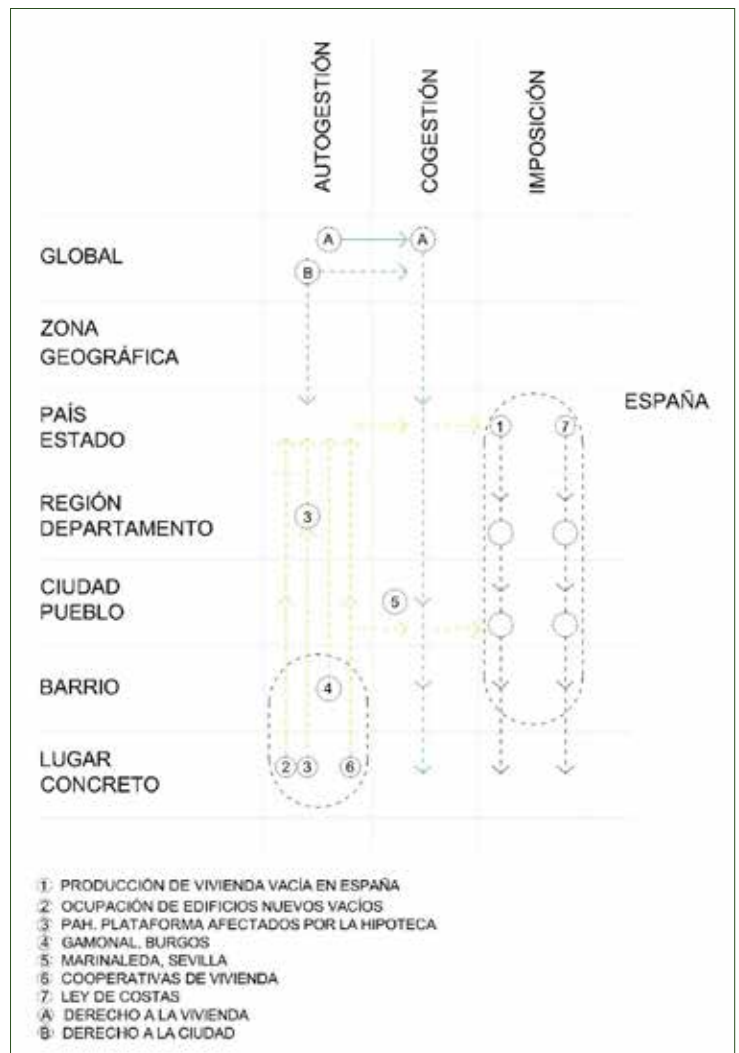 AUTOGESTIÓN
COGESTIÓN
IMPOSICIÓN
GLOBAL
A
A
B
ZONA
GEOGRÁFICA
ESPAÑA
PAÍS
ESTADO
1
7
REGIÓN
DEPARTAMENTO
3
CIUDAD
PUEBLO
5
BARRIO
4
LUGAR
CONCRETO
2 3 6
1 PRODUCCIÓN DE VIVIENDA VACÍA EN ESPAÑA
2 OCUPACIÓN DE EDIFICIOS NUEVOS VACÍOS
3 PAH. PLATAFORMA AFECTADOS POR LA HIPOTECA
4 GAMONAL, BURGOS
5 MARINALEDA, SEVILLA
6 COOPERATIVAS DE VIVIENDA
7 LEY DE COSTAS
A DERECHO A LA VIVIENDA
B DERECHO A LA CIUDAD